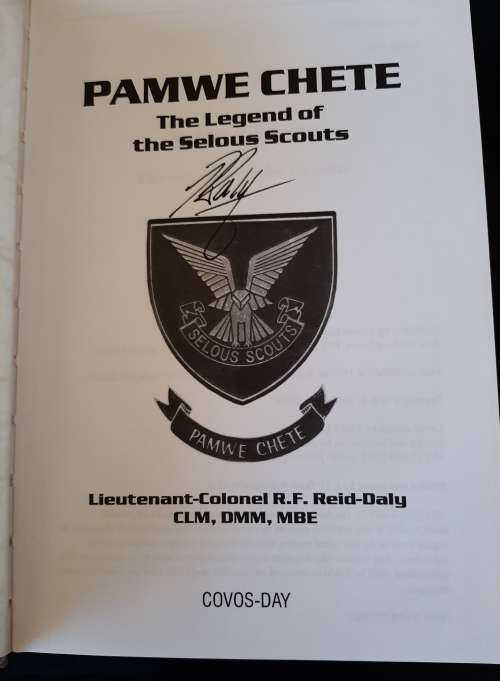 PAMWE CHETE
The Legend of
the Selous Scouts
SELOUS SCOUTS
PAMWE CHETE
Lieutenant-Colonel R.F. Reid-Daly
CLM, DMM, MBE
COVOS-DAY